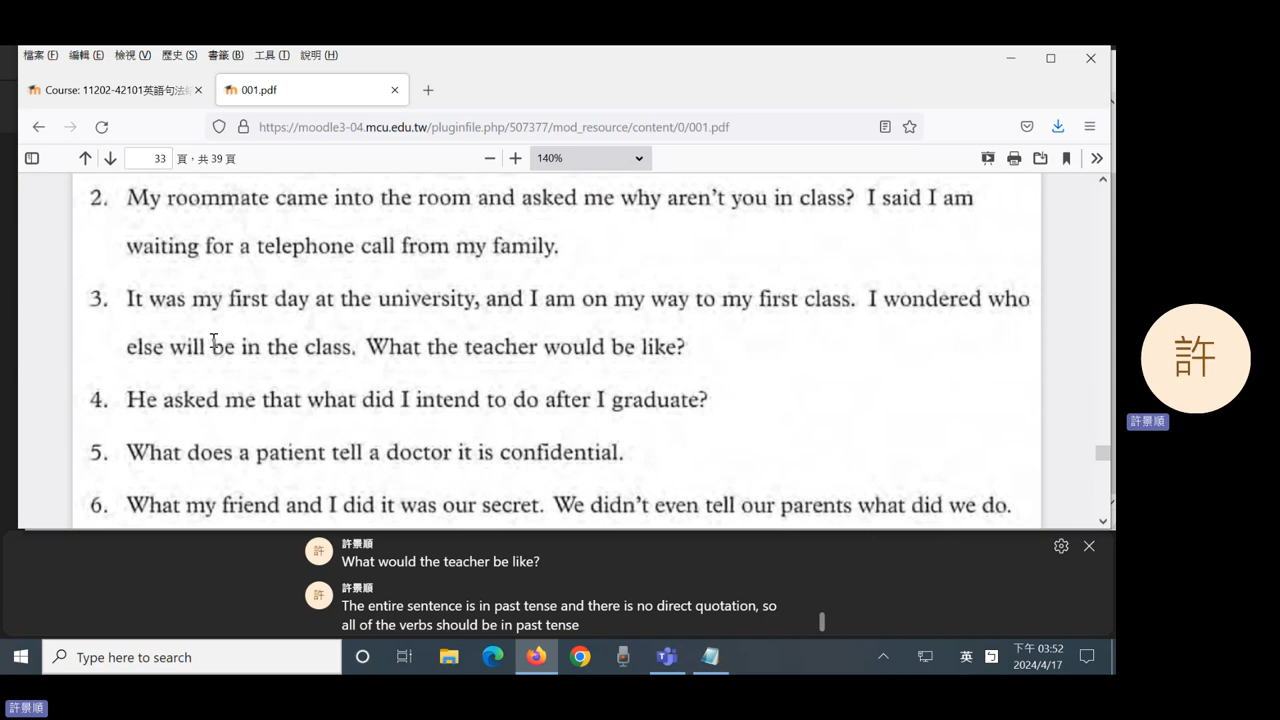 檔案 (F) 編輯 (E) 檢視 (V) 歷史 (S) 書籤 (B) 工具 (T) 說明 (H)
Course: 11202-42101英語句法結
001.pdf
https://moodle3-04.mcu.edu.tw/pluginfile.php/507377/mod_resource/content/0/001.pdf
33 頁，共 39 頁
140%
2. My roommate came into the room and asked me why aren't you in class? I said I am
waiting for a telephone call from my family.
3. It was my first day at the university, and I am on my way to my first class. I wondered who
else will be in the class. What the teacher would be like?
4. He asked me that what did I intend to do after I graduate?
5. What does a patient tell a doctor it is confidential.
6. What my friend and I did it was our secret. We didn't even tell our parents what did we do.
許
許景順
許 許景順
What would the teacher be like?
許 許景順
The entire sentence is in past tense and there is no direct quotation, so
all of the verbs should be in past tense
Type here to search
英
下午 03:52
2024/4/17
許景順